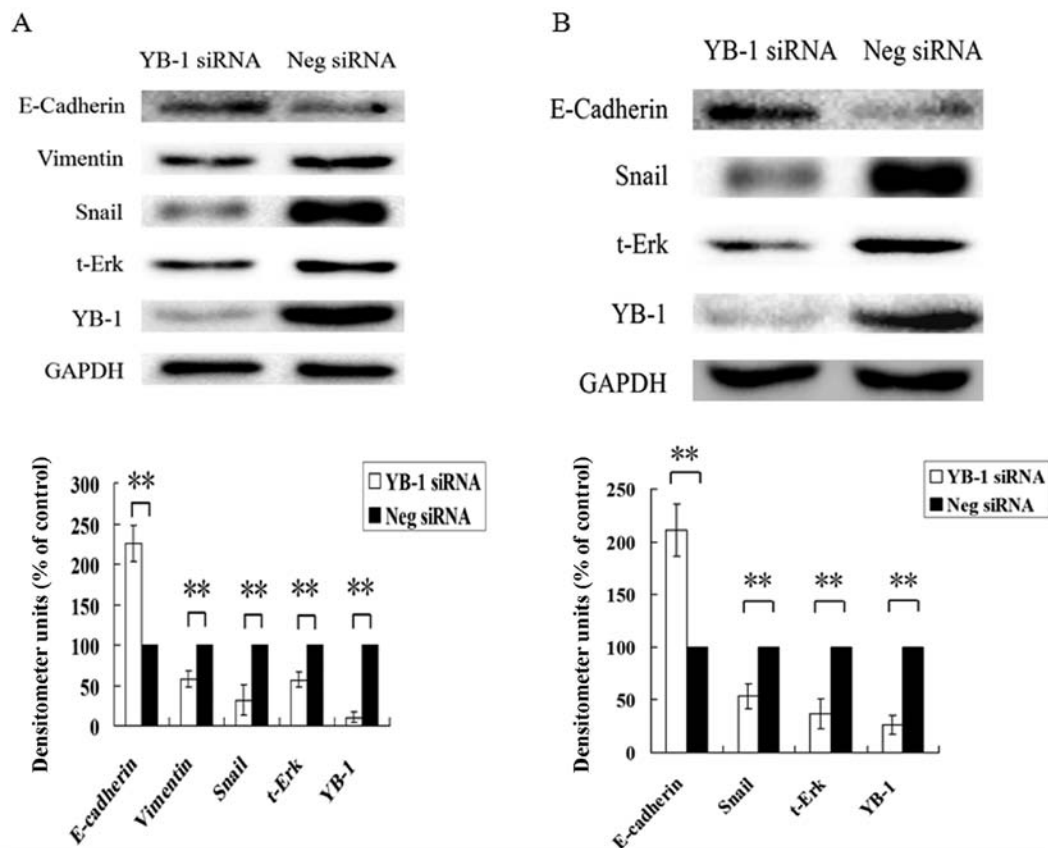 A
YB-1 siRNA Neg siRNA
E-Cadherin
Vimentin
Snail
t-Erk
YB-1
GAPDH
Densitometer units (% of control)
300
250
200
150
100
50
0
**
**
**
**
**
YB-1 siRNA
Neg siRNA
E-cadherin
Vimentin
Snail
t-Erk
YB-1
B
YB-1 siRNA Neg siRNA
E-Cadherin
Snail
t-Erk
YB-1
GAPDH
Densitometer units (% of control)
250
200
150
100
50
0
**
**
**
**
YB-1 siRNA
Neg siRNA
E-cadherin
Snail
t-Erk
YB-1